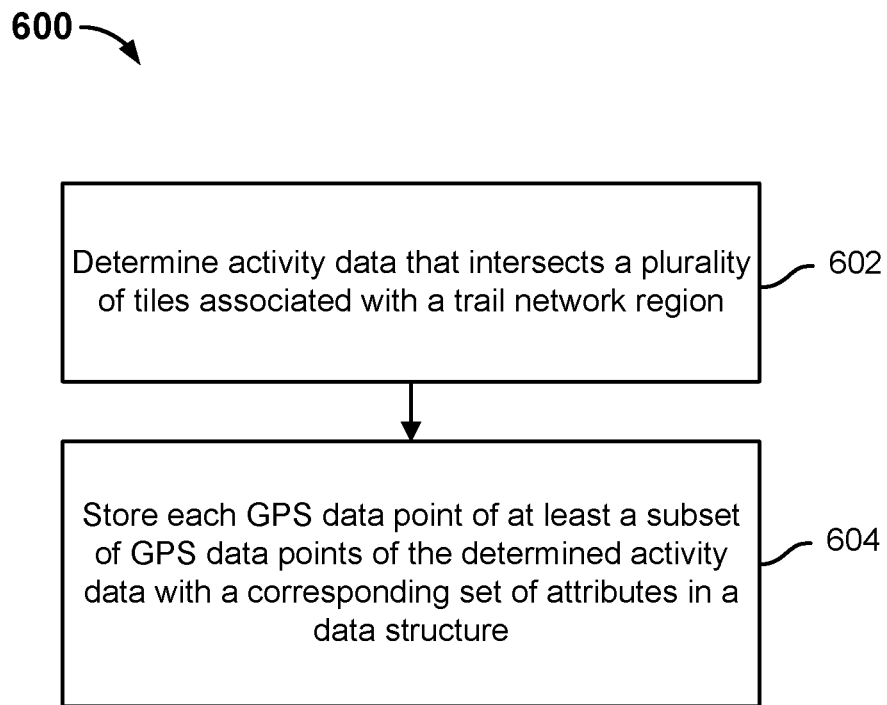 600
Determine activity data that intersects a plurality
of tiles associated with a trail network region
602
Store each GPS data point of at least a subset
of GPS data points of the determined activity
data with a corresponding set of attributes in a
data structure
604